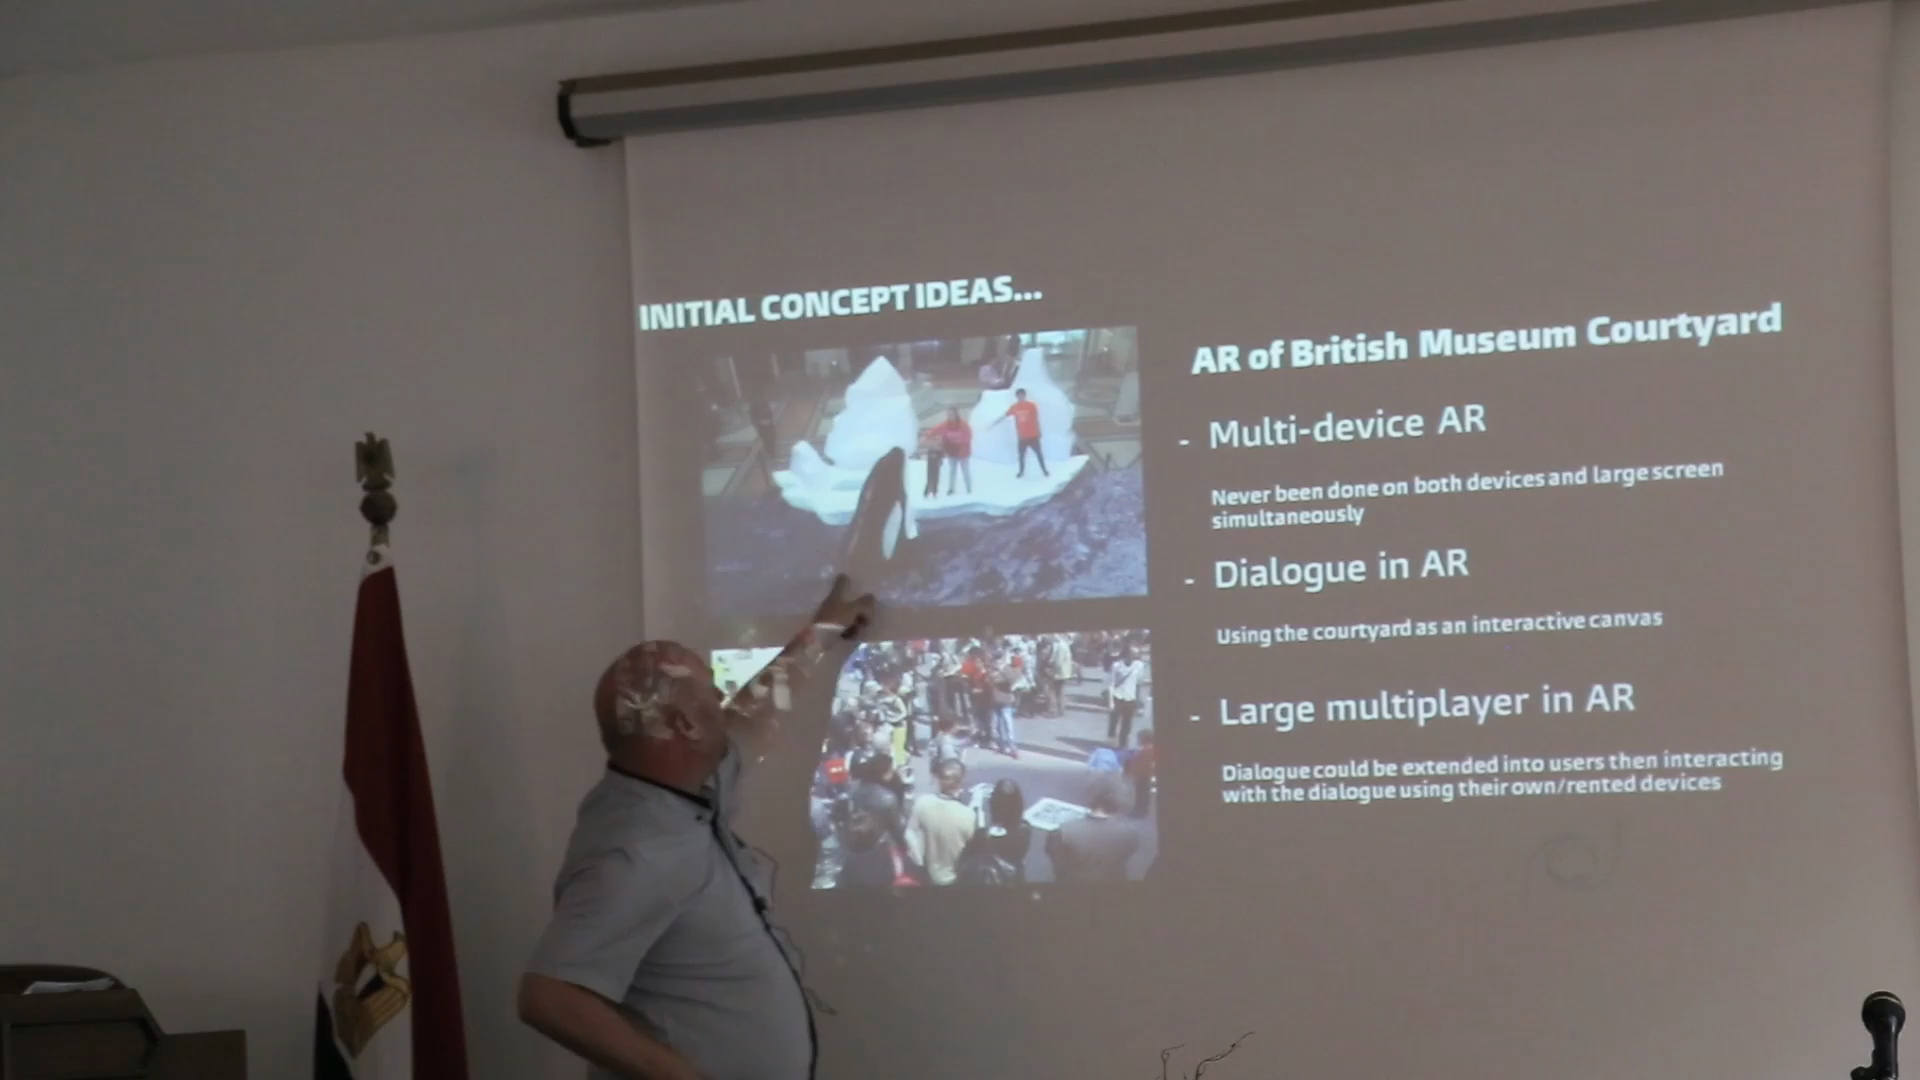 INITIAL CONCEPT IDEAS...
AR of British Museum Courtyard
- Multi-device AR
Never been done on both devices and large screen
simultaneously
- Dialogue in AR
Using the courtyard as an interactive canvas
- Large multiplayer in AR
Dialogue could be extended into users then interacting
with the dialogue using their own/rented devices